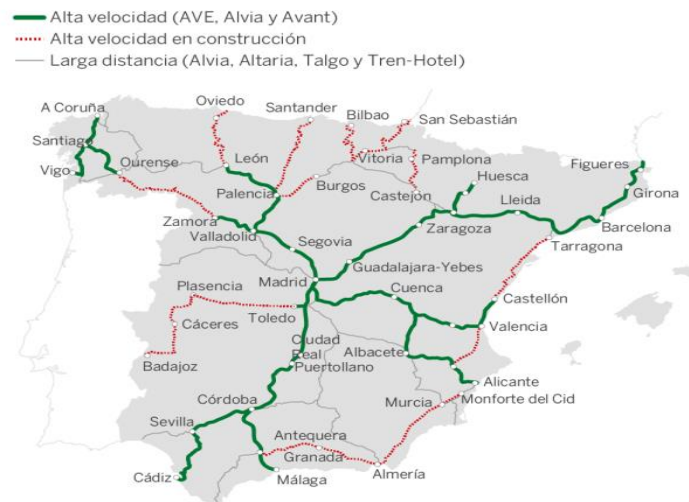 Alta velocidad (AVE, Alvia y Avant)
Alta velocidad en construcción
Larga distancia (Alvia, Altaria, Talgo y Tren-Hotel)
Oviedo
Santander
Bilbao
San Sebastián
A Coruña
Santiago
Vigo
Ourense
León
Vitoria
Pamplona
Huesca
Figueres
Palencia
Burgos
Castejón
Lleida
Girona
Zamora
Valladolid
Zaragoza
Barcelona
Segovia
Tarragona
Madrid
Guadalajara-Yebes
Plasencia
Cuenca
Castellón
Toledo
Cáceres
Valencia
Ciudad
Real
Albacete
Badajoz
Puertollano
Alicante
Monforte del Cid
Córdoba
Murcia
Sevilla
Antequera
Granada
Almería
Cádiz
Málaga